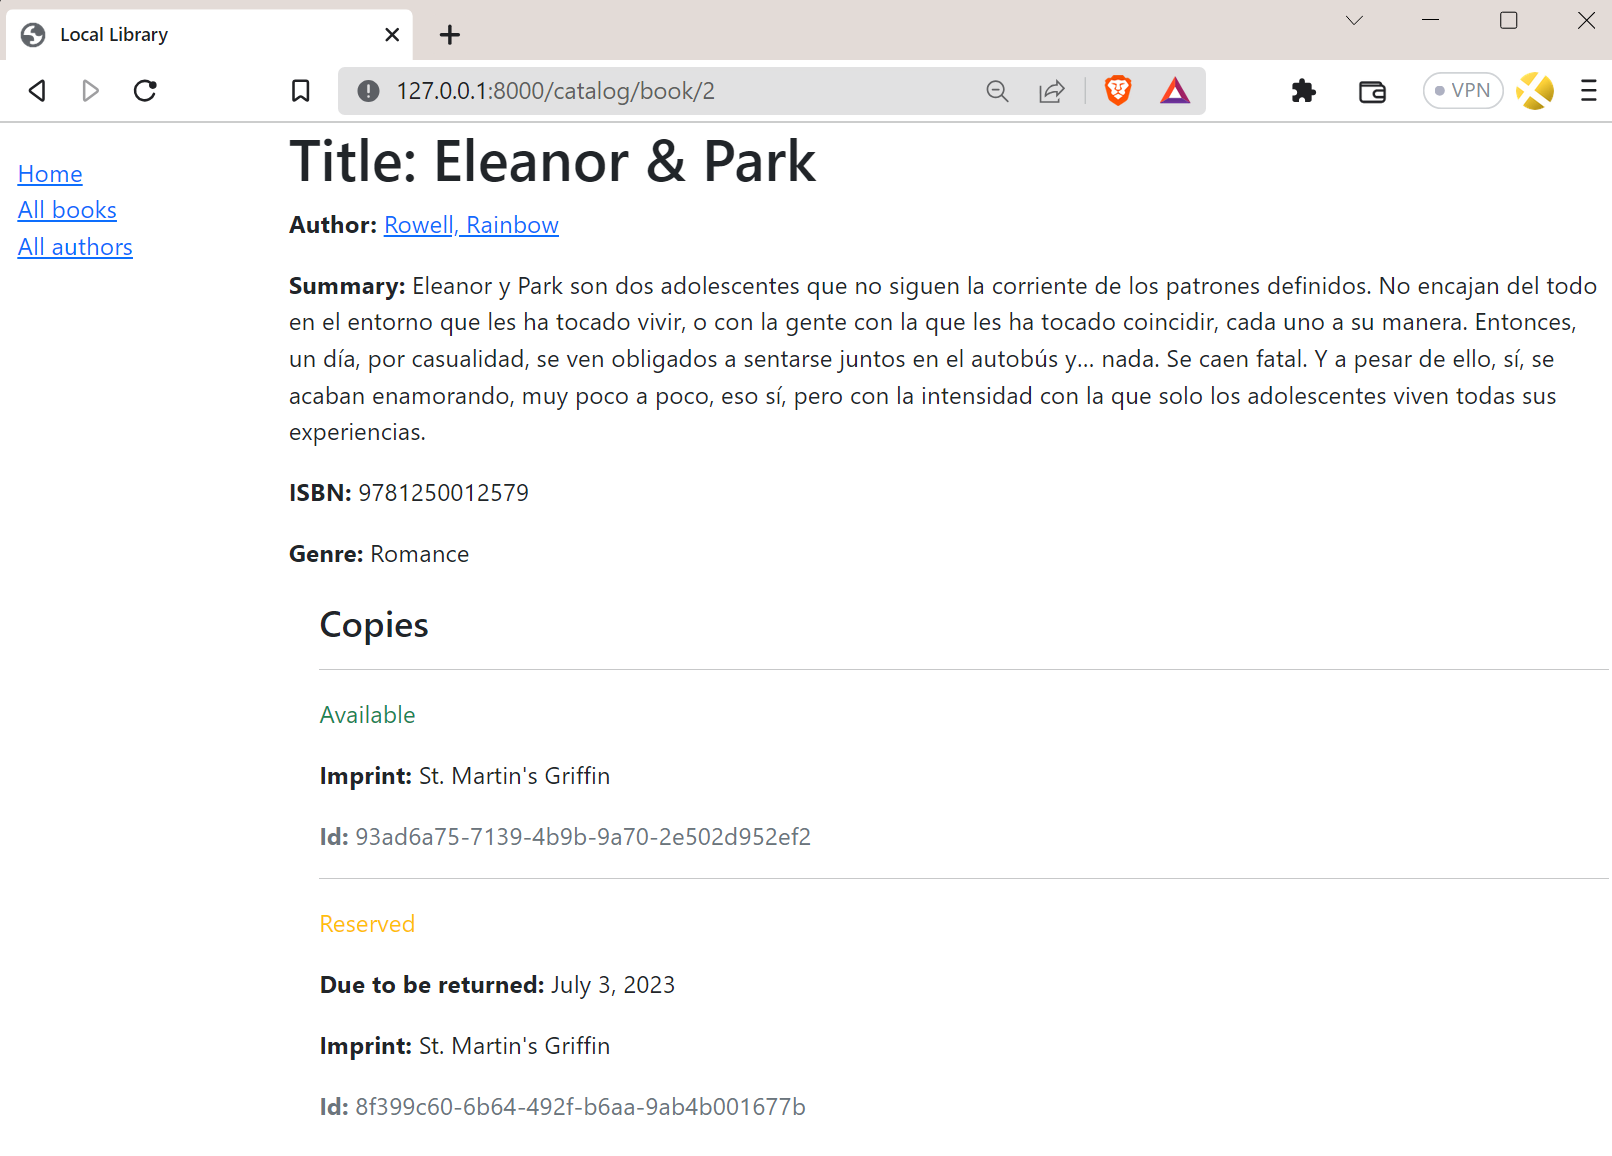 Local Library
127.0.0.1:8000/catalog/book/2
VPN
Home
All books
All authors
Title: Eleanor & Park
Author: Rowell, Rainbow
Summary: Eleanor y Park son dos adolescentes que no siguen la corriente de los patrones definidos. No encajan del todo
en el entorno que les ha tocado vivir, o con la gente con la que les ha tocado coincidir, cada uno a su manera. Entonces,
un día, por casualidad, se ven obligados a sentarse juntos en el autobús y... nada. Se caen fatal. Y a pesar de ello, sí, se
acaban enamorando, muy poco a poco, eso sí, pero con la intensidad con la que solo los adolescentes viven todas sus
experiencias.
ISBN: 9781250012579
Genre: Romance
Copies
Available
Imprint: St. Martin's Griffin
Id: 93ad6a75-7139-4b9b-9a70-2e502d952ef2
Reserved
Due to be returned: July 3, 2023
Imprint: St. Martin's Griffin
Id: 8f399c60-6b64-492f-b6aa-9ab4b001677b